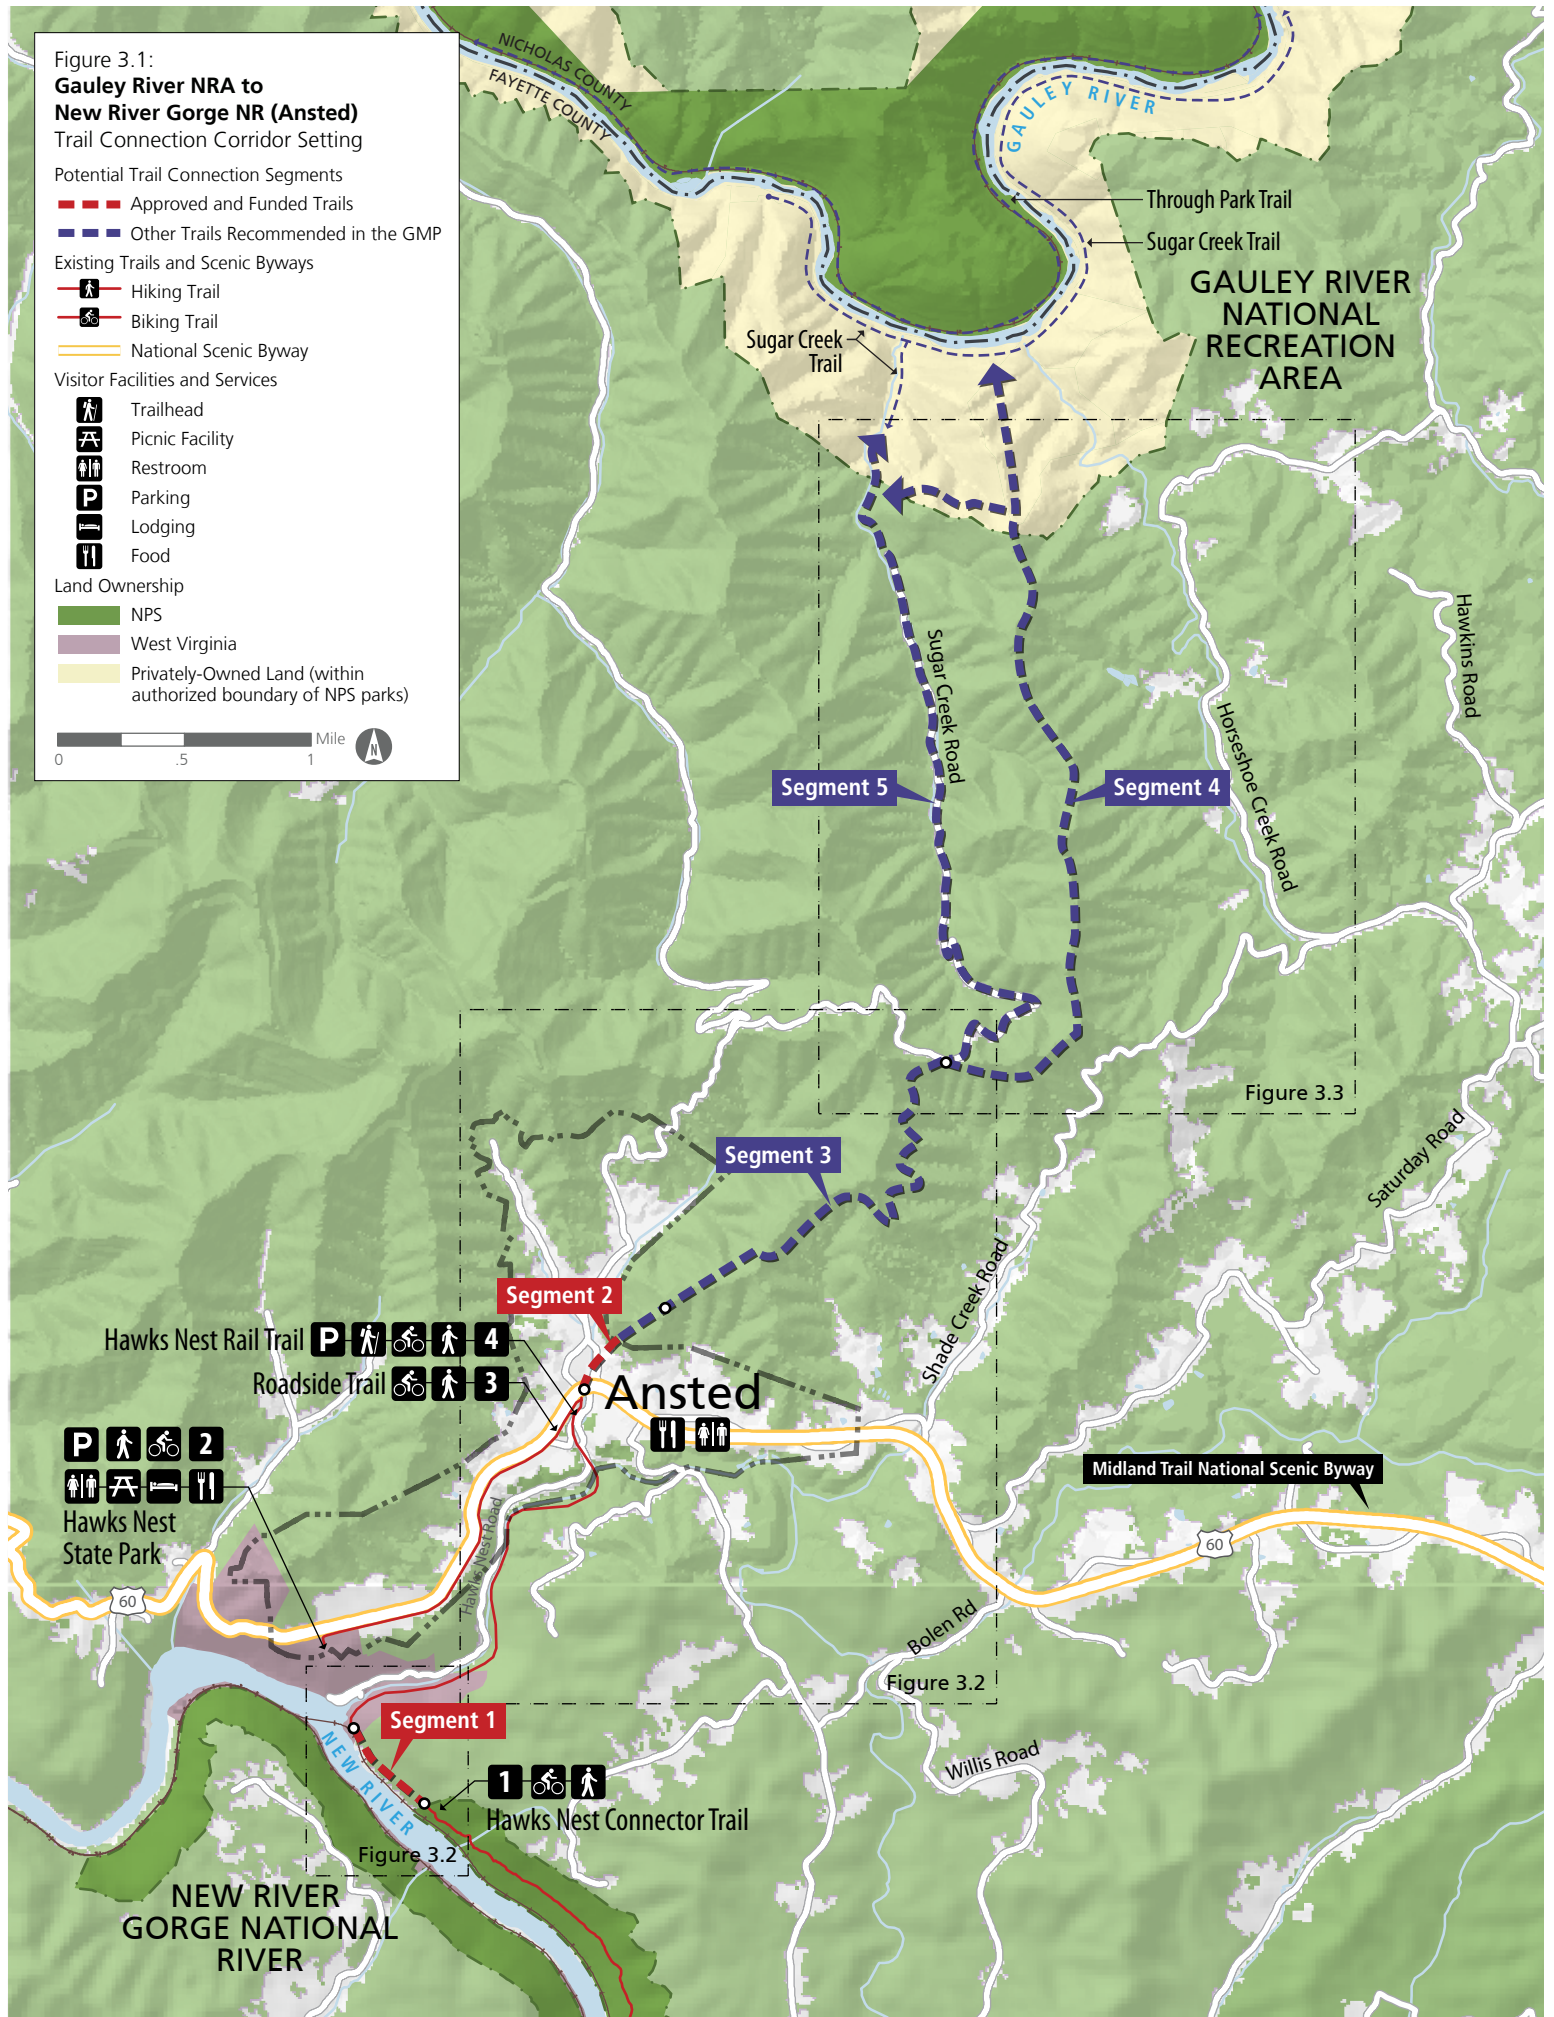 Figure 3.1:
Gauley River NRA to
New River Gorge NR (Ansted)
Trail Connection Corridor Setting
Potential Trail Connection Segments
Approved and Funded Trails
Other Trails Recommended in the GMP
Existing Trails and Scenic Byways
Hiking Trail
Biking Trail
National Scenic Byway
Visitor Facilities and Services
Trailhead
Picnic Facility
Restroom
P Parking
Lodging
Food
Land Ownership
NPS
West Virginia
Privately-Owned Land (within
authorized boundary of NPS parks)
Mile
N
0 .5 1
NICHOLAS COUNTY
FAYETTE COUNTY
GAULEY RIVER
Through Park Trail
Sugar Creek Trail
GAULEY RIVER
NATIONAL
RECREATION
AREA
Sugar Creek
Trail
Hawkins Road
Sugar Creek Road
Horseshoe Creek Road
Segment 5
Segment 4
Figure 3.3
Saturday Road
Segment 3
Shade Creek Road
Segment 2
Hawks Nest Rail Trail P 4
Roadside Trail 3
Ansted
P 2
Hawks Nest
State Park
Midland Trail National Scenic Byway
Hawks Nest Road
60
60
Bolen Rd
Figure 3.2
Segment 1
NEW RIVER
Willis Road
1
Hawks Nest Connector Trail
Figure 3.2
NEW RIVER
GORGE NATIONAL
RIVER